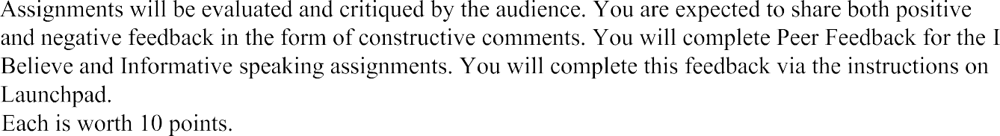 Assignments will be evaluated and critiqued by the audience. You are expected to share both positive
and negative feedback in the form of constructive comments. You will complete Peer Feedback for the I
Believe and Informative speaking assignments. You will complete this feedback via the instructions on
Launchpad.
Each is worth 10 points.